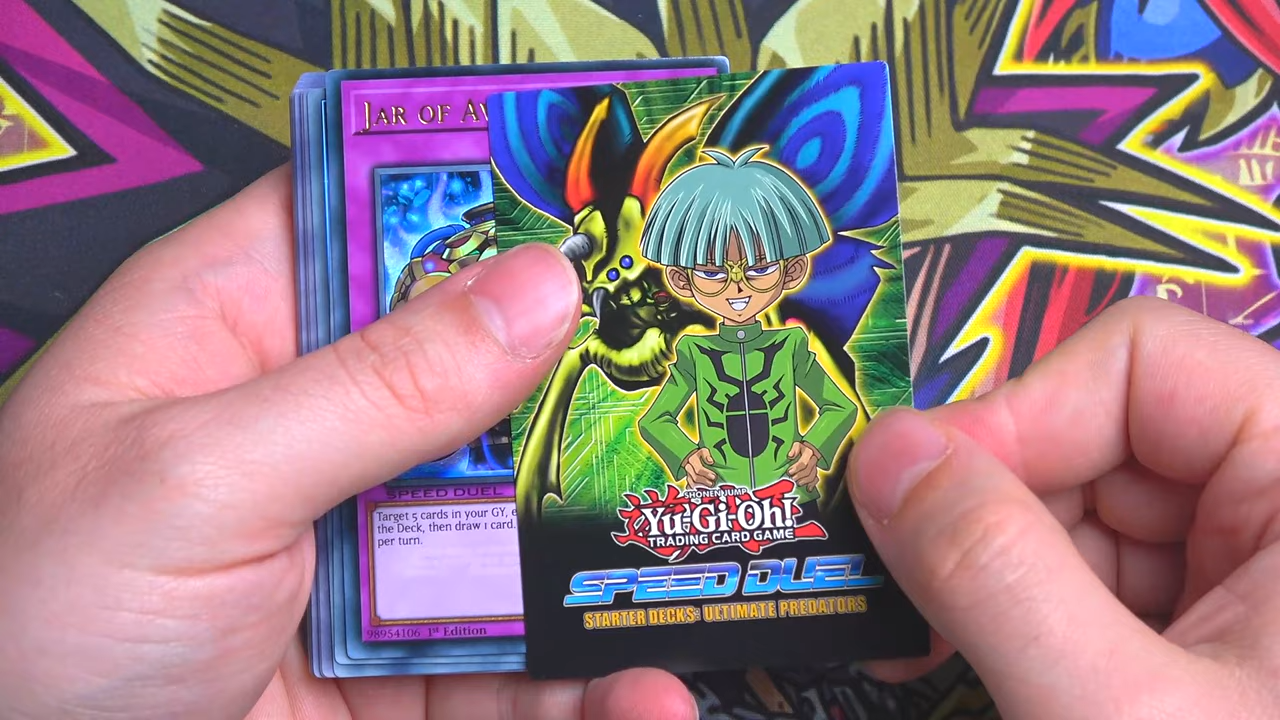 JAR OF AV
SPEED DUEL
Target 5 cards in your GY, e
the Deck, then draw 1 card.
per turn.
98954106 1st Edition
SHONEN JUMP
Yu-Gi-Oh!
TRADING CARD GAME
SPEED DUEL
STARTER DECKS: ULTIMATE PREDATORS